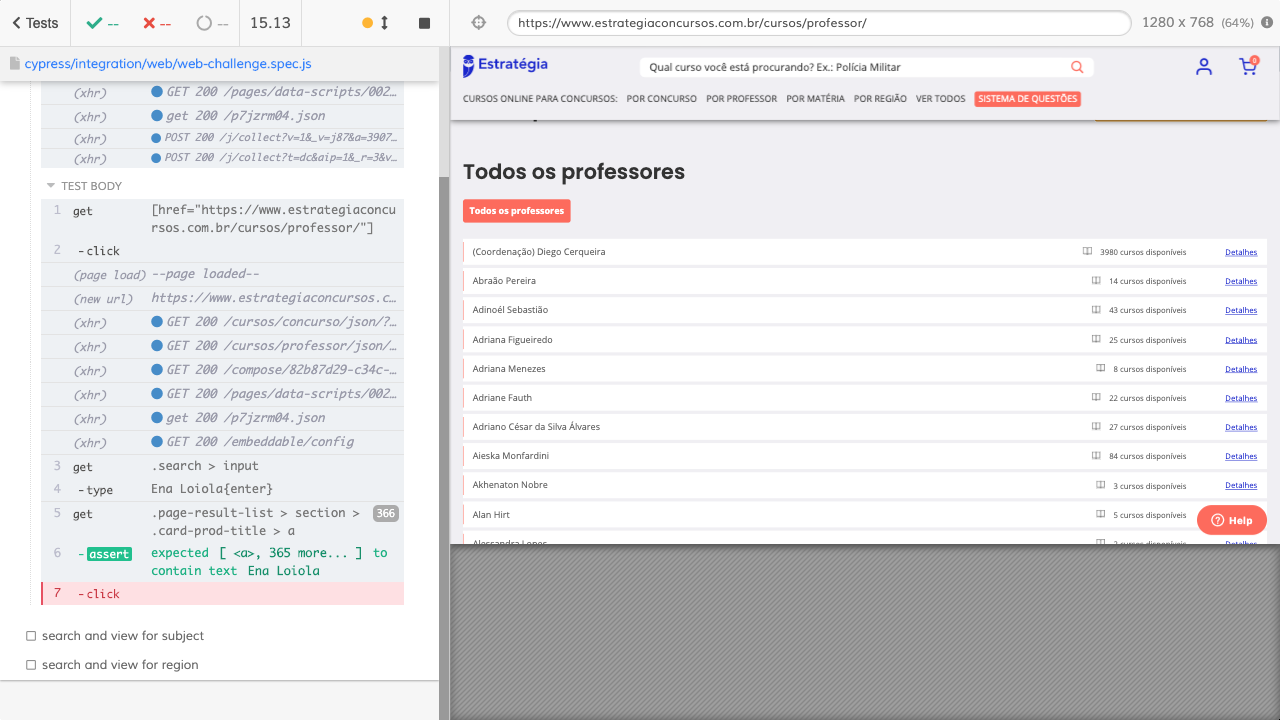 Tests
--
--
--
15.13
https://www.estrategiaconcursos.com.br/cursos/professor/
1280 x 768 (64%)
cypress/integration/web/web-challenge.spec.js
(xhr) GET 200 /pages/data-scripts/002…
(xhr) get 200 /p7jzrm04.json
(xhr) POST 200 /j/collect?v=1&_v=j87&a=3907…
(xhr) POST 200 /j/collect?t=dc&aip=1&_r=3&v…
TEST BODY
1 get [href="https://www.estrategiaconcu
rsos.com.br/cursos/professor/"]
2 -click
(page load) --page loaded--
(new url) https://www.estrategiaconcursos.c…
(xhr) GET 200 /cursos/concurso/json/?…
(xhr) GET 200 /cursos/professor/json/…
(xhr) GET 200 /compose/82b87d29-c34c-…
(xhr) GET 200 /pages/data-scripts/002…
(xhr) get 200 /p7jzrm04.json
(xhr) GET 200 /embeddable/config
3 get .search > input
4 -type Ena Loiola{enter}
5 get .page-result-list > section > 366
.card-prod-title > a
6 -assert expected [ <a>, 365 more... ] to
contain text Ena Loiola
7 -click
search and view for subject
search and view for region
Estratégia
Qual curso você está procurando? Ex.: Polícia Militar
0
CURSOS ONLINE PARA CONCURSOS: POR CONCURSO POR PROFESSOR POR MATÉRIA POR REGIÃO VER TODOS SISTEMA DE QUESTÕES
Todos os professores
Todos os professores
(Coordenação) Diego Cerqueira 3980 cursos disponíveis Detalhes
Abraão Pereira 14 cursos disponíveis Detalhes
Adinoél Sebastião 43 cursos disponíveis Detalhes
Adriana Figueiredo 25 cursos disponíveis Detalhes
Adriana Menezes 8 cursos disponíveis Detalhes
Adriane Fauth 22 cursos disponíveis Detalhes
Adriano César da Silva Álvares 27 cursos disponíveis Detalhes
Aieska Monfardini 84 cursos disponíveis Detalhes
Akhenaton Nobre 3 cursos disponíveis Detalhes
Alan Hirt 5 cursos disponíveis
Help
Alessandra Lopes 2 cursos disponíveis Detalhes